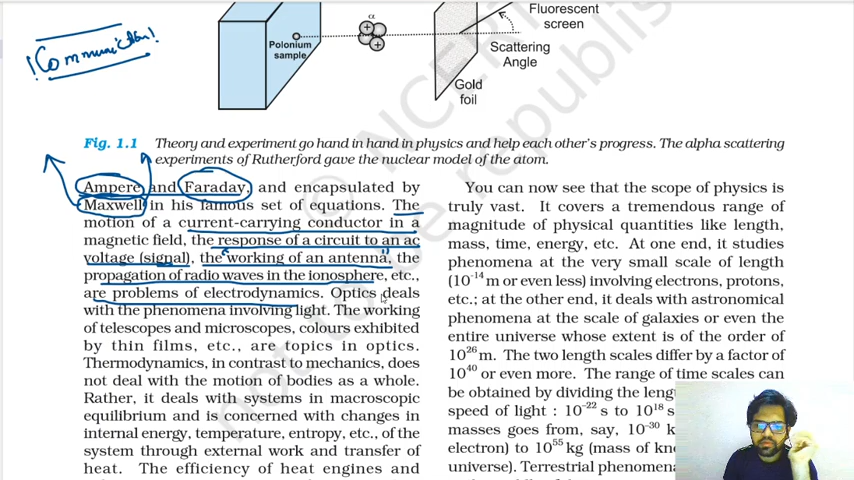 α
Fluorescent
screen
Polonium
sample
Scattering
Angle
Gold
foil
!Communiction!
Fig. 1.1 Theory and experiment go hand in hand in physics and help each other's progress. The alpha scattering
experiments of Rutherford gave the nuclear model of the atom.
Ampere and Faraday, and encapsulated by
Maxwell in his famous set of equations. The
motion of a current-carrying conductor in a
magnetic field, the response of a circuit to an ac
voltage (signal), the working of an antenna, the
propagation of radio waves in the ionosphere, etc.,
are problems of electrodynamics. Optics deals
with the phenomena involving light. The working
of telescopes and microscopes, colours exhibited
by thin films, etc., are topics in optics.
Thermodynamics, in contrast to mechanics, does
not deal with the motion of bodies as a whole.
Rather, it deals with systems in macroscopic
equilibrium and is concerned with changes in
internal energy, temperature, entropy, etc., of the
system through external work and transfer of
heat. The efficiency of heat engines and
You can now see that the scope of physics is
truly vast. It covers a tremendous range of
magnitude of physical quantities like length,
mass, time, energy, etc. At one end, it studies
phenomena at the very small scale of length
(10⁻¹⁴ m or even less) involving electrons, protons,
etc.; at the other end, it deals with astronomical
phenomena at the scale of galaxies or even the
entire universe whose extent is of the order of
10²⁶ m. The two length scales differ by a factor of
10⁴⁰ or even more. The range of time scales can
be obtained by dividing the leng
speed of light : 10⁻²² s to 10¹⁸ s
masses goes from, say, 10⁻³⁰ k
electron) to 10⁵⁵ kg (mass of kn
universe). Terrestrial phenomena
© NCERT
not to be republis